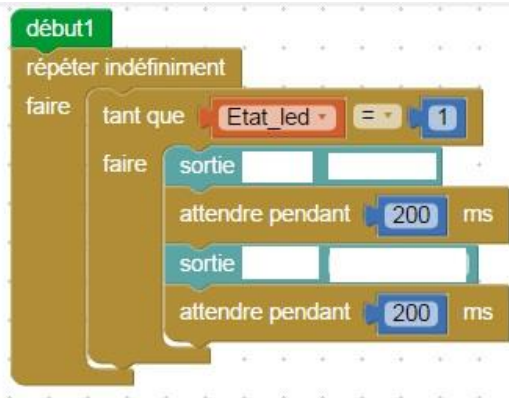 début1
répéter indéfiniment
faire tant que Etat_led = 1
faire sortie
attendre pendant 200 ms
sortie
attendre pendant 200 ms